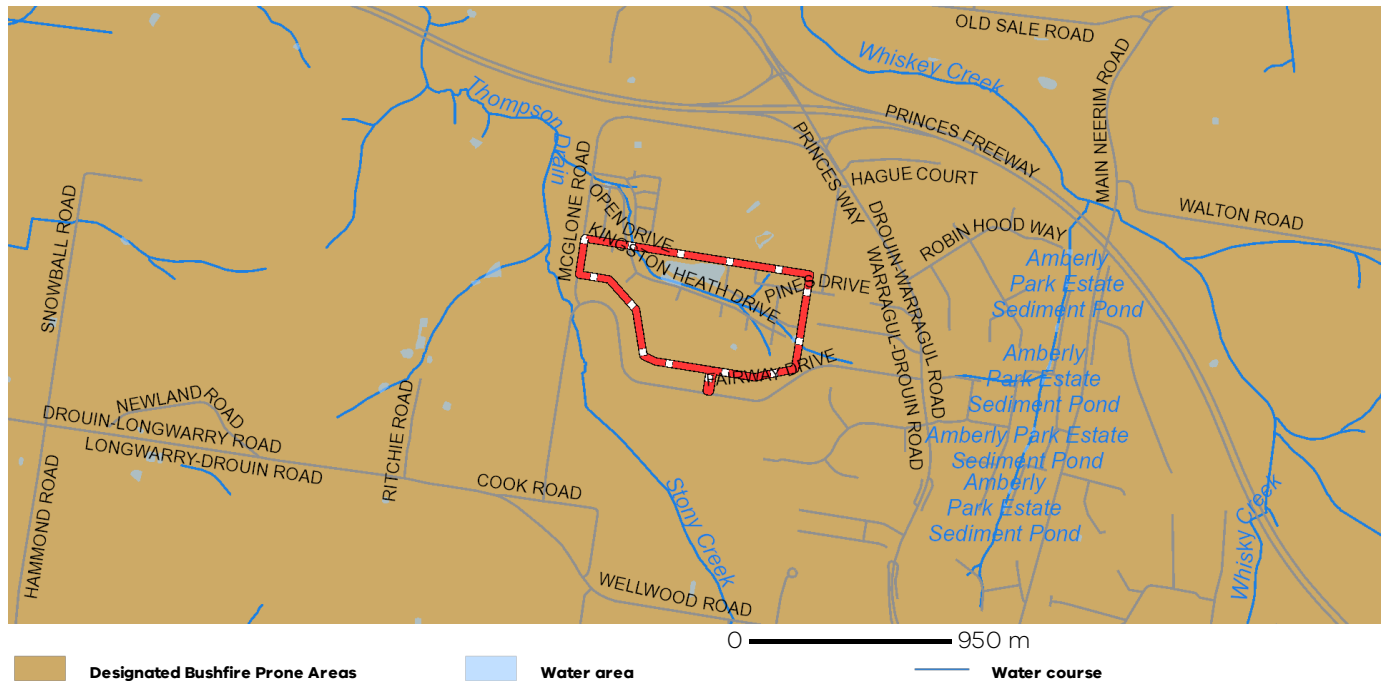 OLD SALE ROAD
Whiskey Creek
MAIN NEERIM ROAD
Thompson Drain
PRINCES FREEWAY
PRINCES WAY
HAGUE COURT
MCGLONE ROAD
OPEN DRIVE
SNOWBALL ROAD
WALTON ROAD
DROUIN-WARRAGUL ROAD
ROBIN HOOD WAY
KINGSTON HEATH DRIVE
PINES DRIVE
WARRAGUL-DROUIN ROAD
Amberly
Park Estate
Sediment Pond
Amberly
Park Estate
Sediment Pond
FAIRWAY DRIVE
NEWLAND ROAD
DROUIN-LONGWARRY ROAD
LONGWARRY-DROUIN ROAD
RITCHIE ROAD
Amberly Park Estate
Sediment Pond
Amberly
Park Estate
Sediment Pond
HAMMOND ROAD
COOK ROAD
Stony Creek
Whisky Creek
WELLWOOD ROAD
0 950 m
Designated Bushfire Prone Areas
Water area
Water course